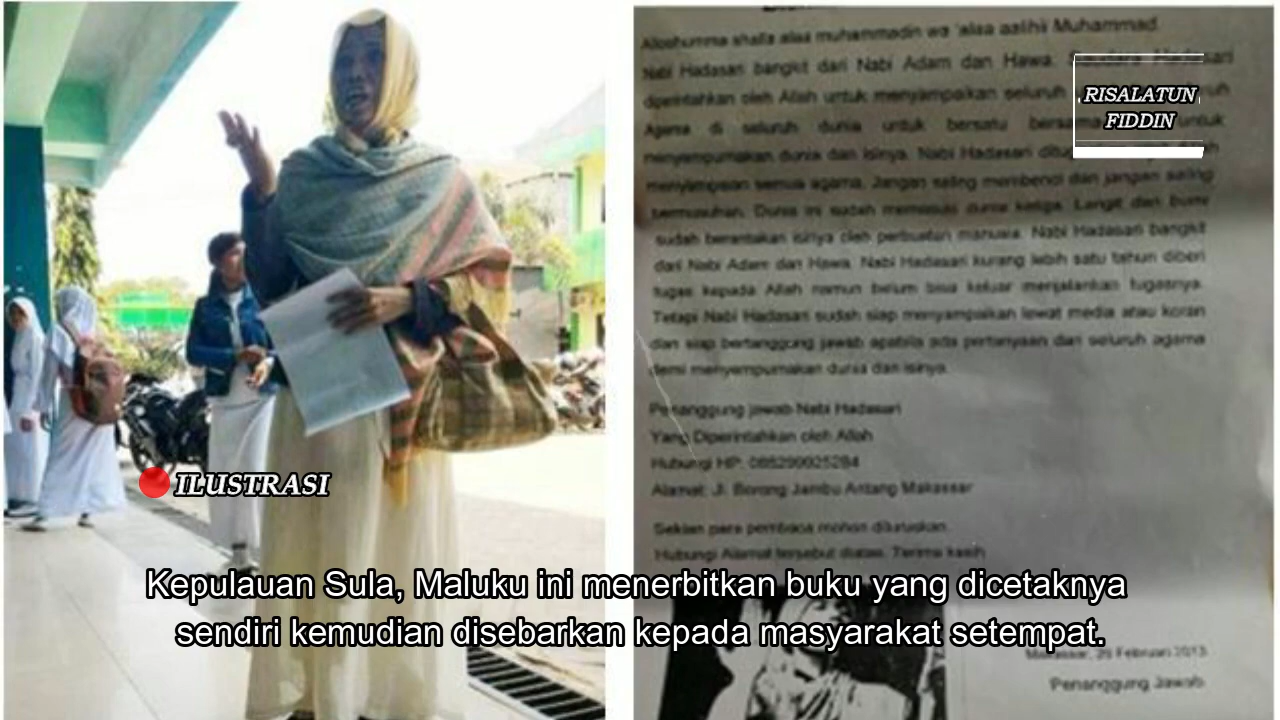 Alaahumma shalla alaa muhammadin wa 'alaa aalihii Muhammad.
Nabi Hadasari bangkit dari Nabi Adam dan Hawa.
diperintahkan oleh Allah untuk menyampaikan seluruh
Agama di seluruh dunia untuk bersatu untuk
menyempurnakan dunia dan isinya. Nabi Hadasari
menyampaikan semua agama. Jangan saling membenci dan jangan saling
bermusuhan. Dunia ini sudah memasuki dunia ketiga. Langit dan bumi
sudah berantakan isinya oleh perbuatan manusia. Nabi Hadasari bangkit
dari Nabi Adam dan Hawa. Nabi Hadasari kurang lebih satu tahun diberi
tugas kepada Allah namun belum bisa keluar menjalankan tugasnya.
Tetapi Nabi Hadasari sudah siap menyampaikan lewat media atau koran
dan siap bertanggung jawab apabila ada pertanyaan dari seluruh agama
demi menyempurnakan dunia dan isinya.
RISALATUN
FIDDIN
Penanggung jawab Nabi Hadasari
Yang Diperintahkan oleh Allah
Hubungi HP.
Alamat: Jl. Borong Jambu Antang Makassar
Sekian para pembaca mohon diluruskan.
Hubungi Alamat tersebut diatas. Terima kasih
Makassar, Februari
Penanggung Jawab
ILUSTRASI
Kepulauan Sula, Maluku ini menerbitkan buku yang dicetaknya
sendiri kemudian disebarkan kepada masyarakat setempat.